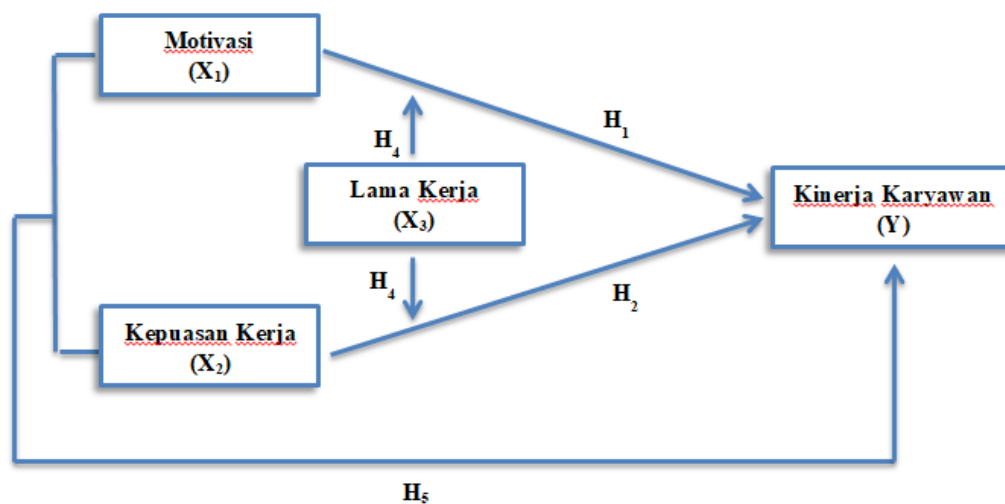 Motivasi
(X₁)
H₁
H₄
Lama Kerja
(X₃)
Kinerja Karyawan
(Y)
H₄
H₂
Kepuasan Kerja
(X₂)
H₅